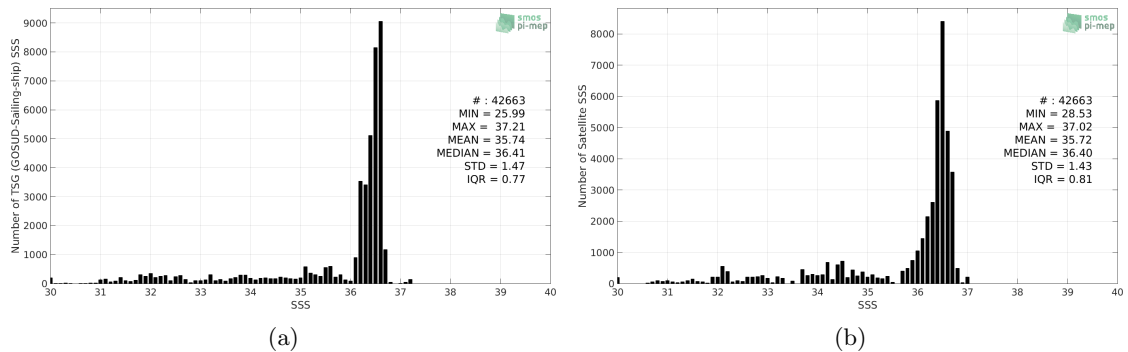 9000
8000
7000
6000
5000
4000
3000
2000
1000
0
30 31 32 33 34 35 36 37 38 39 40
SSS
Number of TSG (GOSUD-Sailing-ship) SSS
smos
pi-mep
# : 42663
MIN = 25.99
MAX = 37.21
MEAN = 35.74
MEDIAN = 36.41
STD = 1.47
IQR = 0.77
(a)
8000
7000
6000
5000
4000
3000
2000
1000
0
30 31 32 33 34 35 36 37 38 39 40
SSS
Number of Satellite SSS
smos
pi-mep
# : 42663
MIN = 28.53
MAX = 37.02
MEAN = 35.72
MEDIAN = 36.40
STD = 1.43
IQR = 0.81
(b)